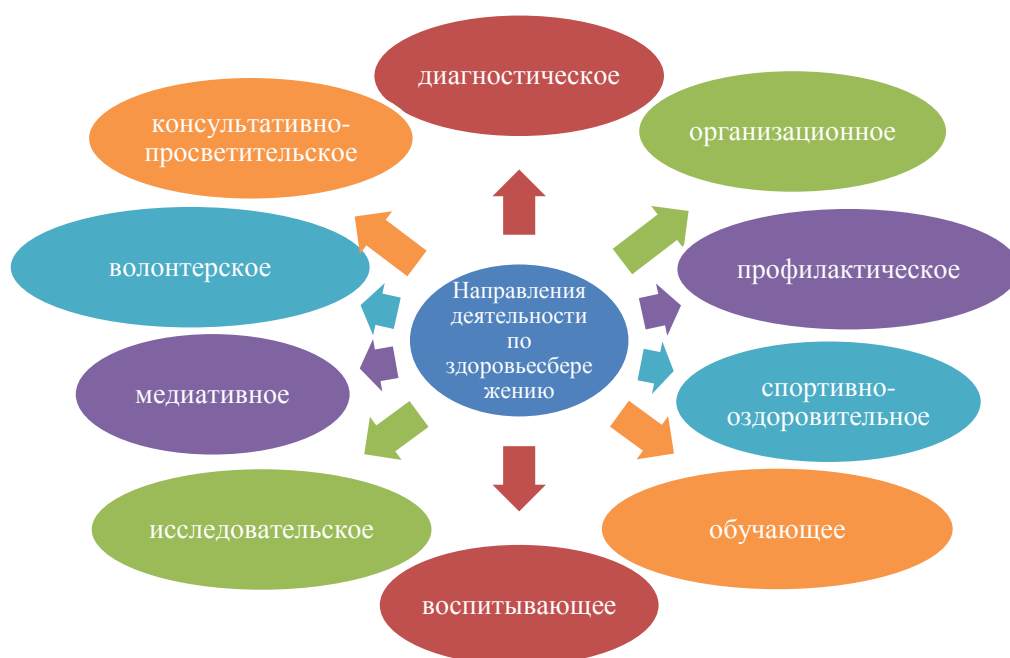 диагностическое
организационное
профилактическое
спортивно-
оздоровительное
обучающее
воспитывающее
исследовательское
медиативное
волонтерское
консультативно-
просветительское
Направления
деятельности
по
здоровьесбере
жению